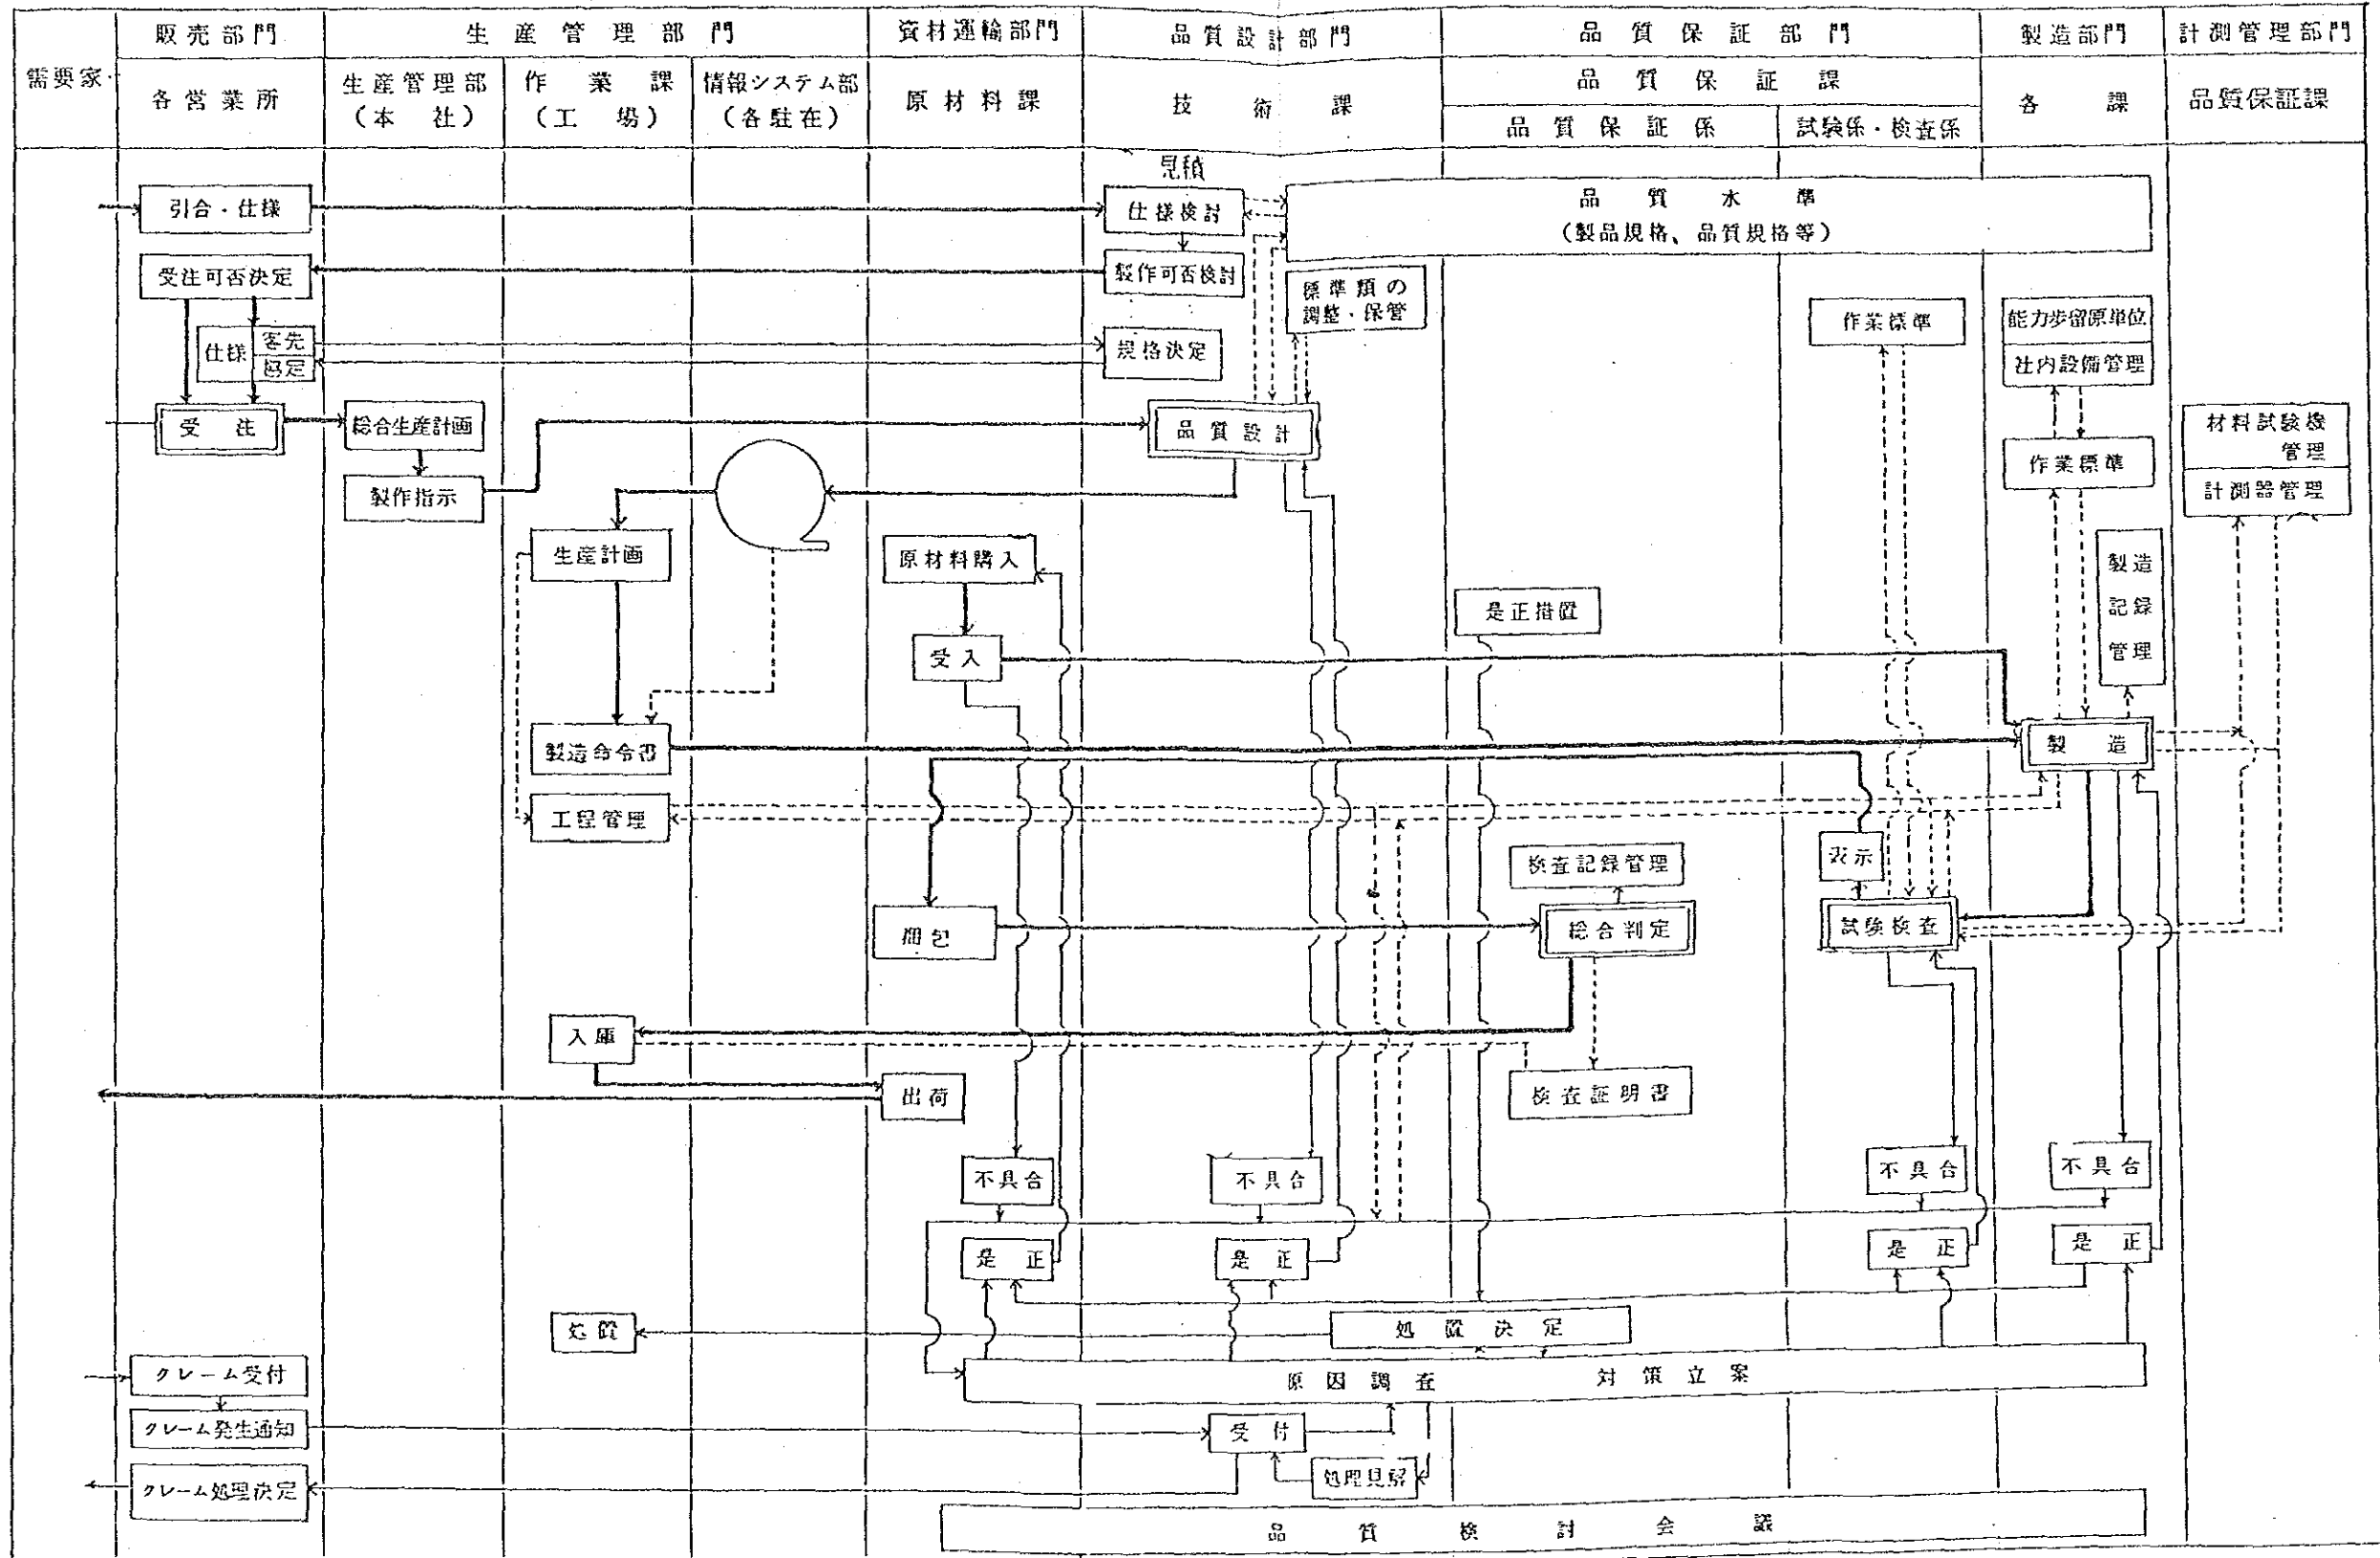 需要家
販売部門
生産管理部門
資材運輸部門
品質設計部門
品質保証部門
製造部門
計測管理部門
各営業所
生産管理部
(本社)
作業課
(工場)
情報システム部
(各駐在)
原材料課
技術課
品質保証課
品質保証係
試験係・検査係
各課
品質保証課
見積
引合・仕様
仕様検討
品質水準
(製品規格、品質規格等)
受注可否決定
製作可否検討
標準類の
調整・保管
作業標準
能力歩留原単位
社内設備管理
仕様
客先
協定
規格決定
受注
総合生産計画
品質設計
材料試験機
管理
計測器管理
作業標準
製作指示
生産計画
原材料購入
製造
記録
管理
是正措置
受入
製造命令書
製造
工程管理
表示
検査記録管理
梱包
総合判定
試験検査
入庫
出荷
検査証明書
不具合
不具合
不具合
不具合
是正
是正
是正
是正
処置
処置決定
原因調査 対策立案
クレーム受付
クレーム発生通知
受付
クレーム処理決定
処理見解
品質検討会議